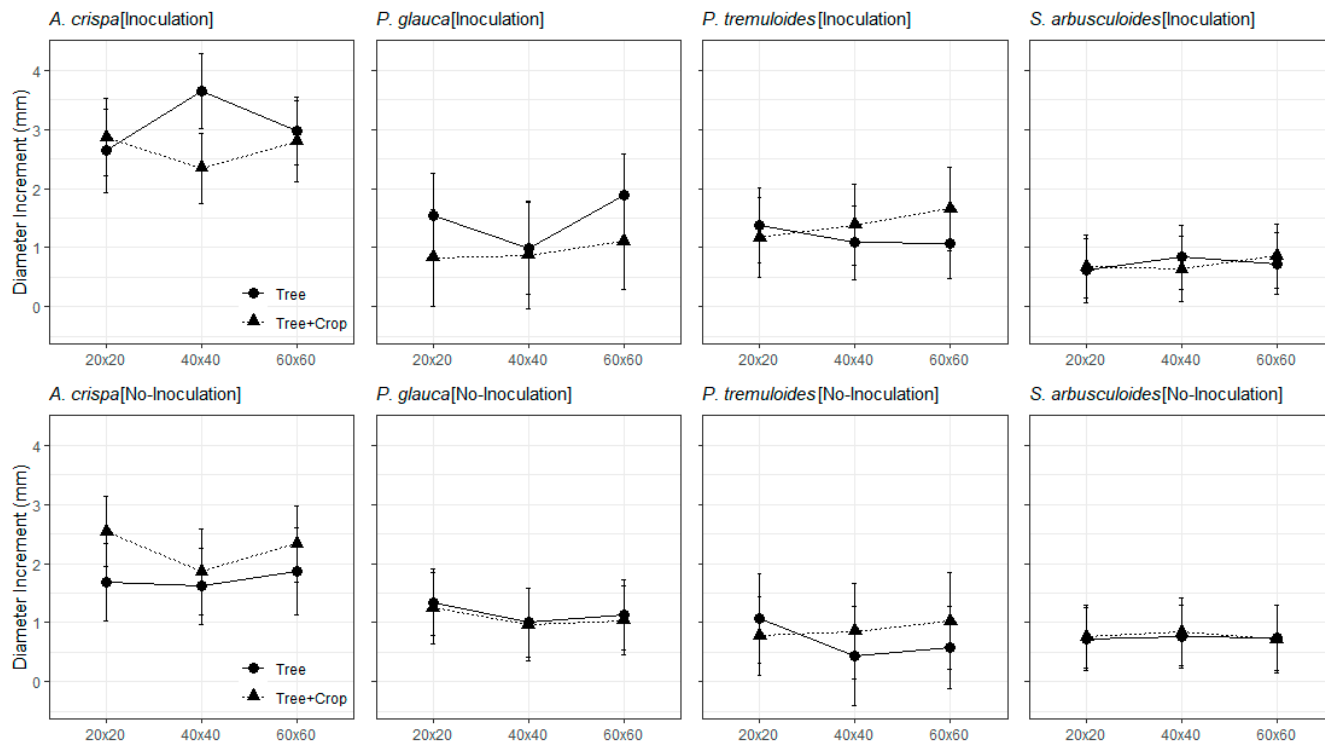 A. crispa[Inoculation] P. glauca[Inoculation] P. tremuloides[Inoculation] S. arbusculoides[Inoculation]
Diameter Increment (mm)
4
3
2
1
0
Tree
Tree+Crop
20x20 40x40 60x60 20x20 40x40 60x60 20x20 40x40 60x60 20x20 40x40 60x60
A. crispa[No-Inoculation] P. glauca[No-Inoculation] P. tremuloides[No-Inoculation] S. arbusculoides[No-Inoculation]
Diameter Increment (mm)
4
3
2
1
0
Tree
Tree+Crop
20x20 40x40 60x60 20x20 40x40 60x60 20x20 40x40 60x60 20x20 40x40 60x60